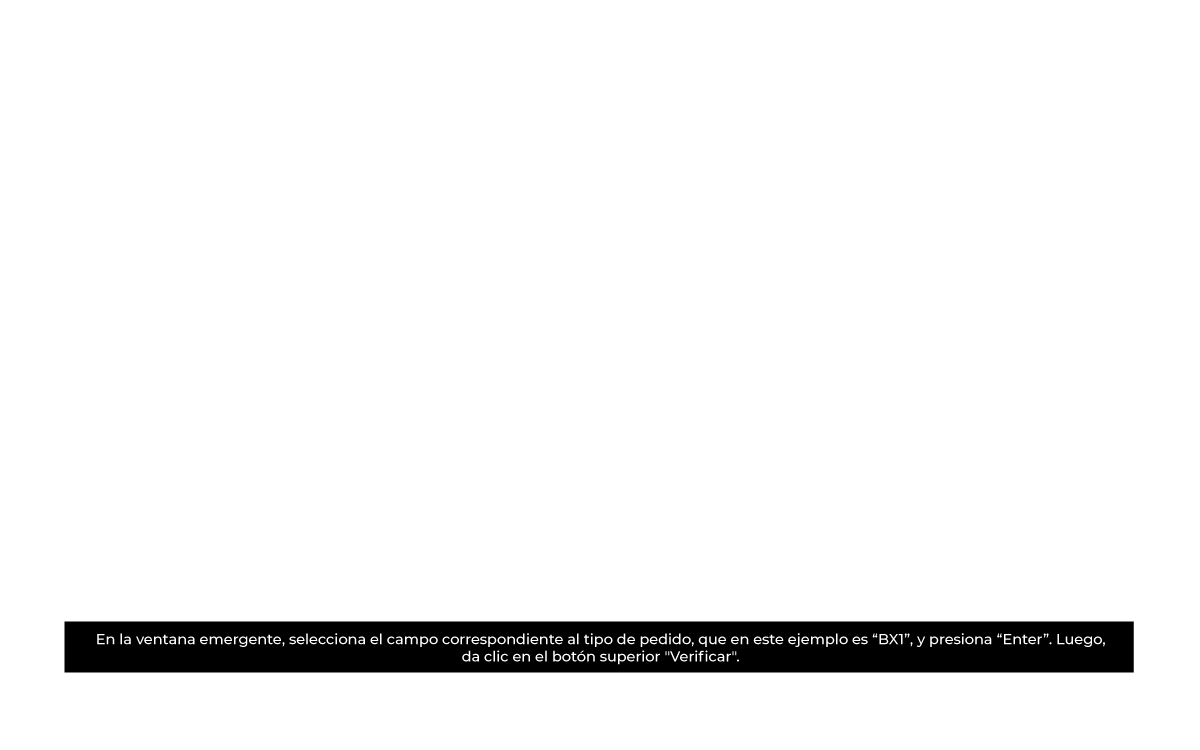 En la ventana emergente, selecciona el campo correspondiente al tipo de pedido, que en este ejemplo es “BX1”, y presiona “Enter”. Luego,
da clic en el botón superior "Verificar".